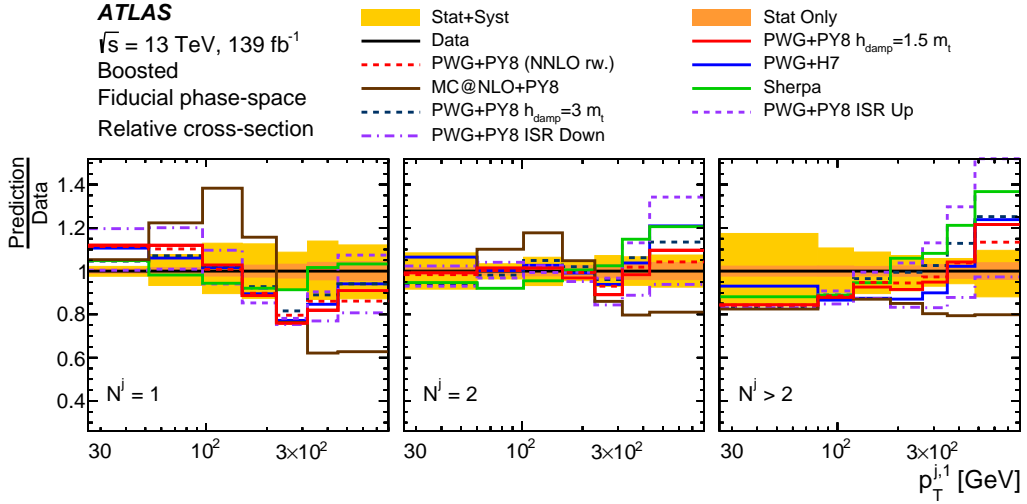 ATLAS
√s = 13 TeV, 139 fb⁻¹
Boosted
Fiducial phase-space
Relative cross-section
Stat+Syst
Data
PWG+PY8 (NNLO rw.)
MC@NLO+PY8
PWG+PY8 h_damp=3 m_t
PWG+PY8 ISR Down
Stat Only
PWG+PY8 h_damp=1.5 m_t
PWG+H7
Sherpa
PWG+PY8 ISR Up
Prediction
Data
1.4
1.2
1
0.8
0.6
0.4
N^j = 1
N^j = 2
N^j > 2
30 10² 3×10² 30 10² 3×10² 30 10² 3×10²
p_T^{j,1} [GeV]